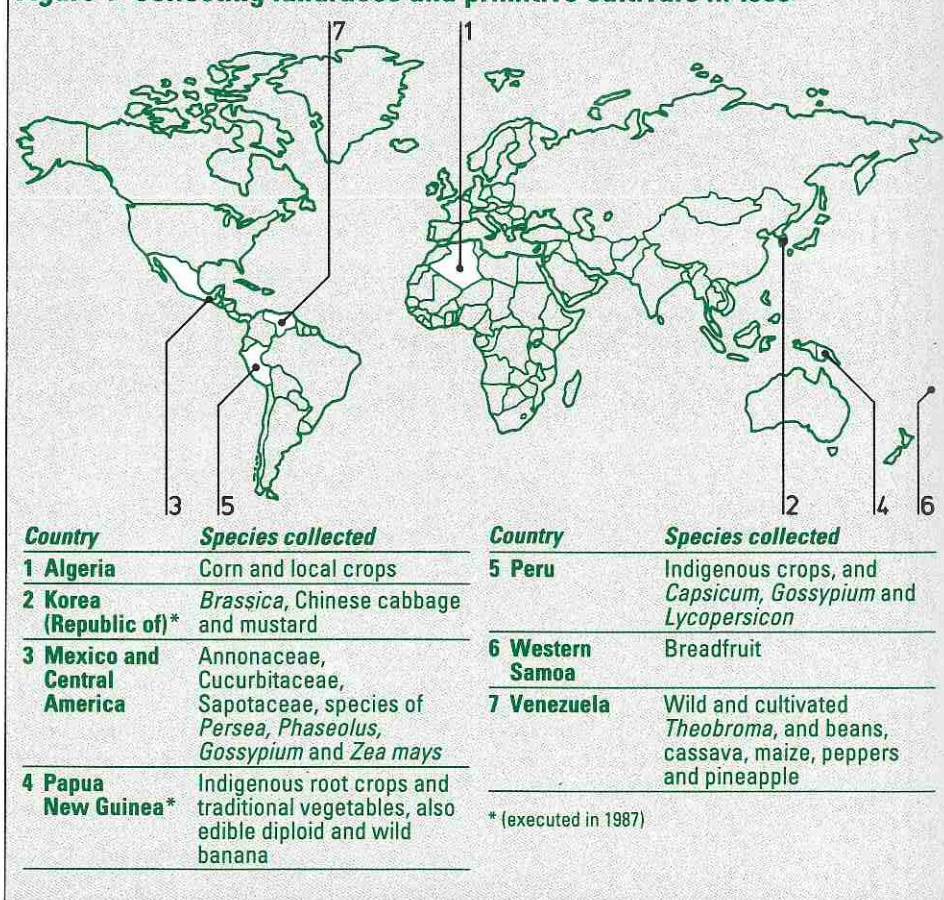 7
1
3
5
2
4
6
Country Species collected
1 Algeria Corn and local crops
2 Korea Brassica, Chinese cabbage
(Republic of)* and mustard
3 Mexico and Annonaceae,
Central Cucurbitaceae,
America Sapotaceae, species of
Persea, Phaseolus,
Gossypium and Zea mays
4 Papua Indigenous root crops and
New Guinea* traditional vegetables, also
edible diploid and wild
banana
Country Species collected
5 Peru Indigenous crops, and
Capsicum, Gossypium and
Lycopersicon
6 Western Breadfruit
Samoa
7 Venezuela Wild and cultivated
Theobroma, and beans,
cassava, maize, peppers
and pineapple
* (executed in 1987)